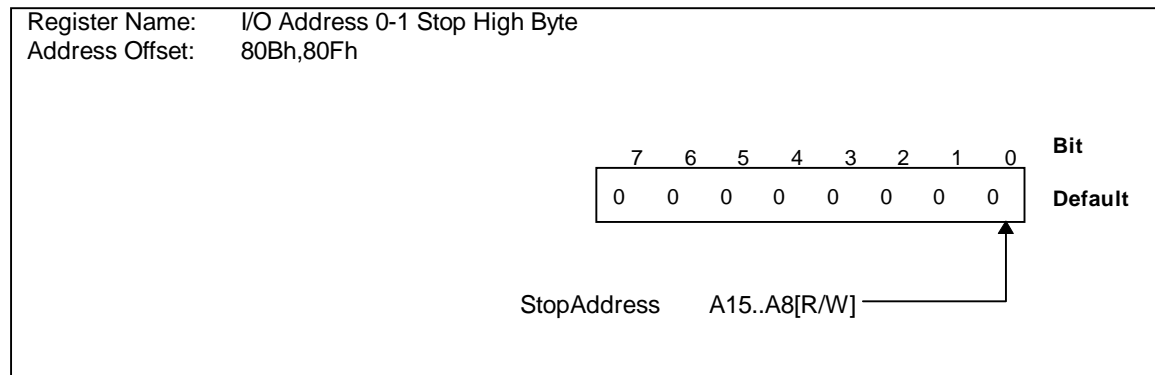 Register Name: I/O Address 0-1 Stop High Byte
Address Offset: 80Bh,80Fh
7 6 5 4 3 2 1 0 Bit
0 0 0 0 0 0 0 0 Default
StopAddress A15..A8[R/W]